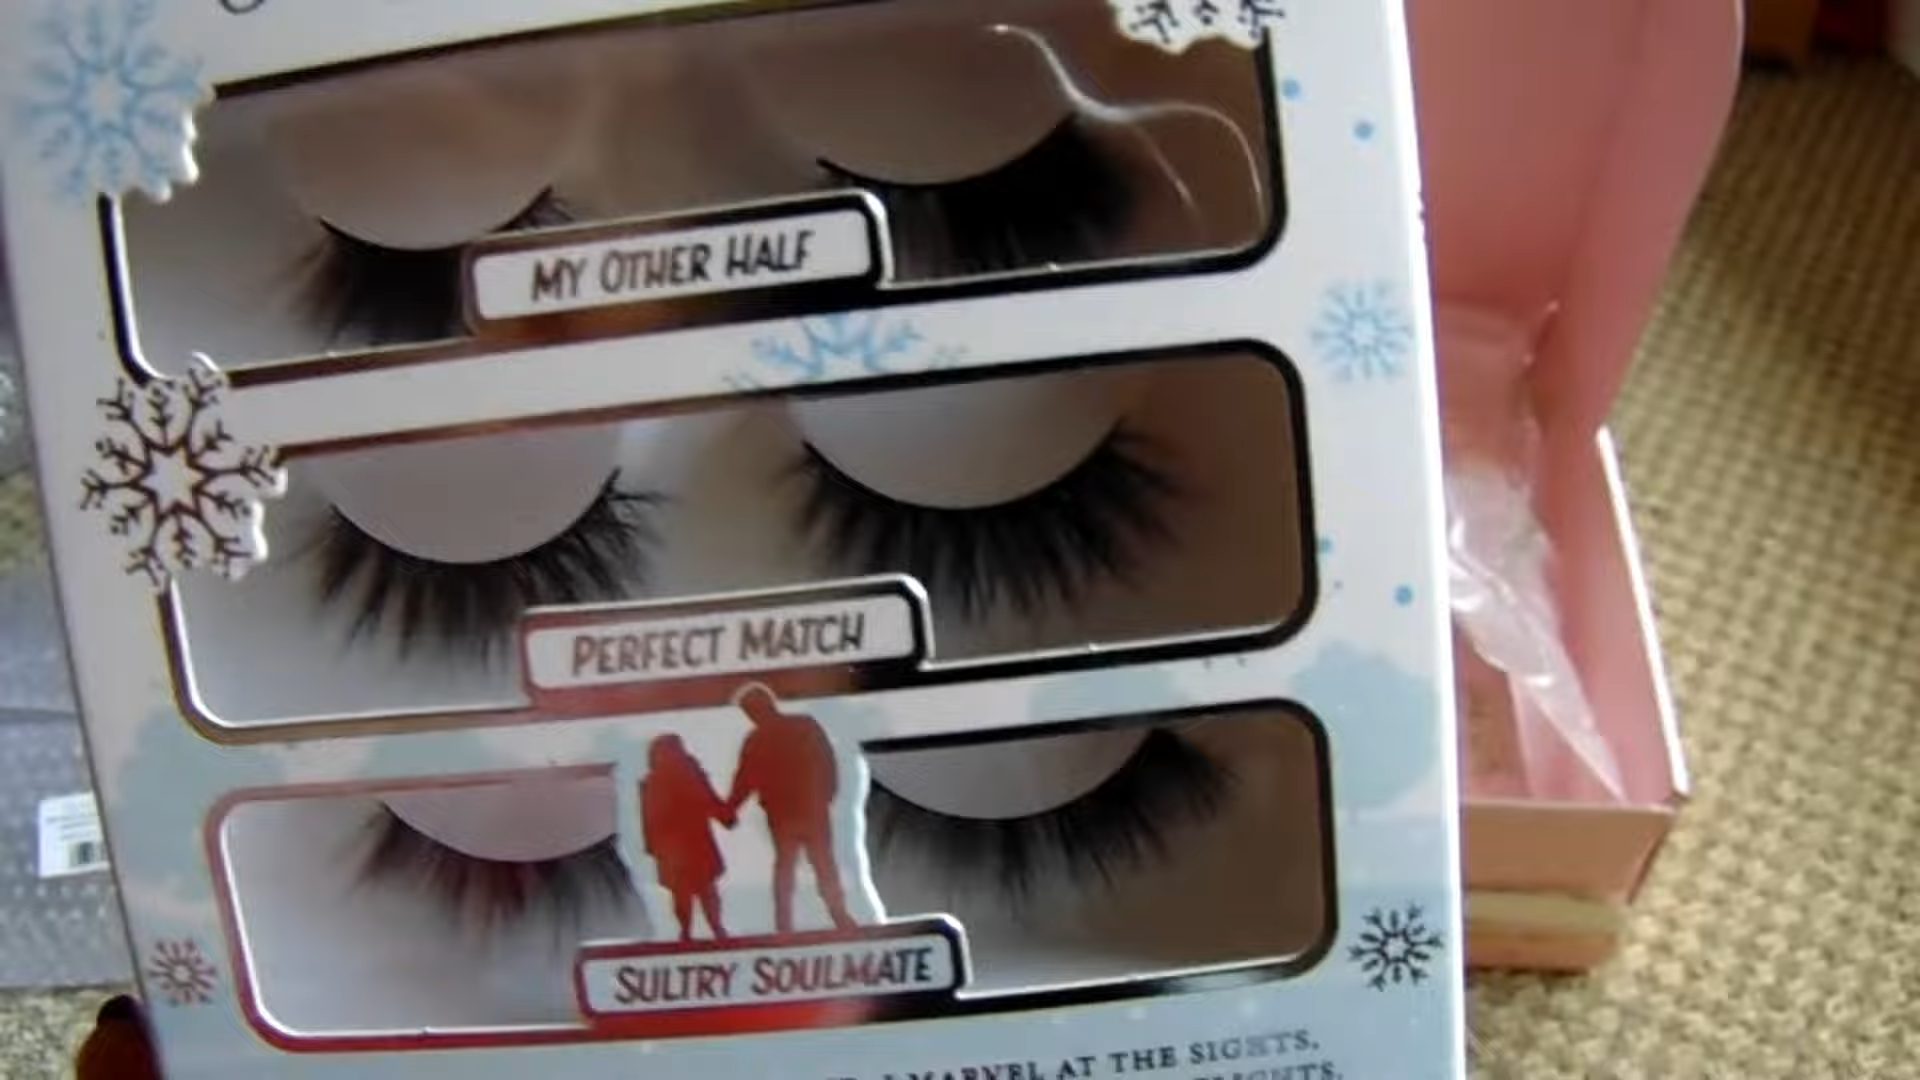 MY OTHER HALF
PERFECT MATCH
SULTRY SOULMATE
MARVEL AT THE SIGHTS,